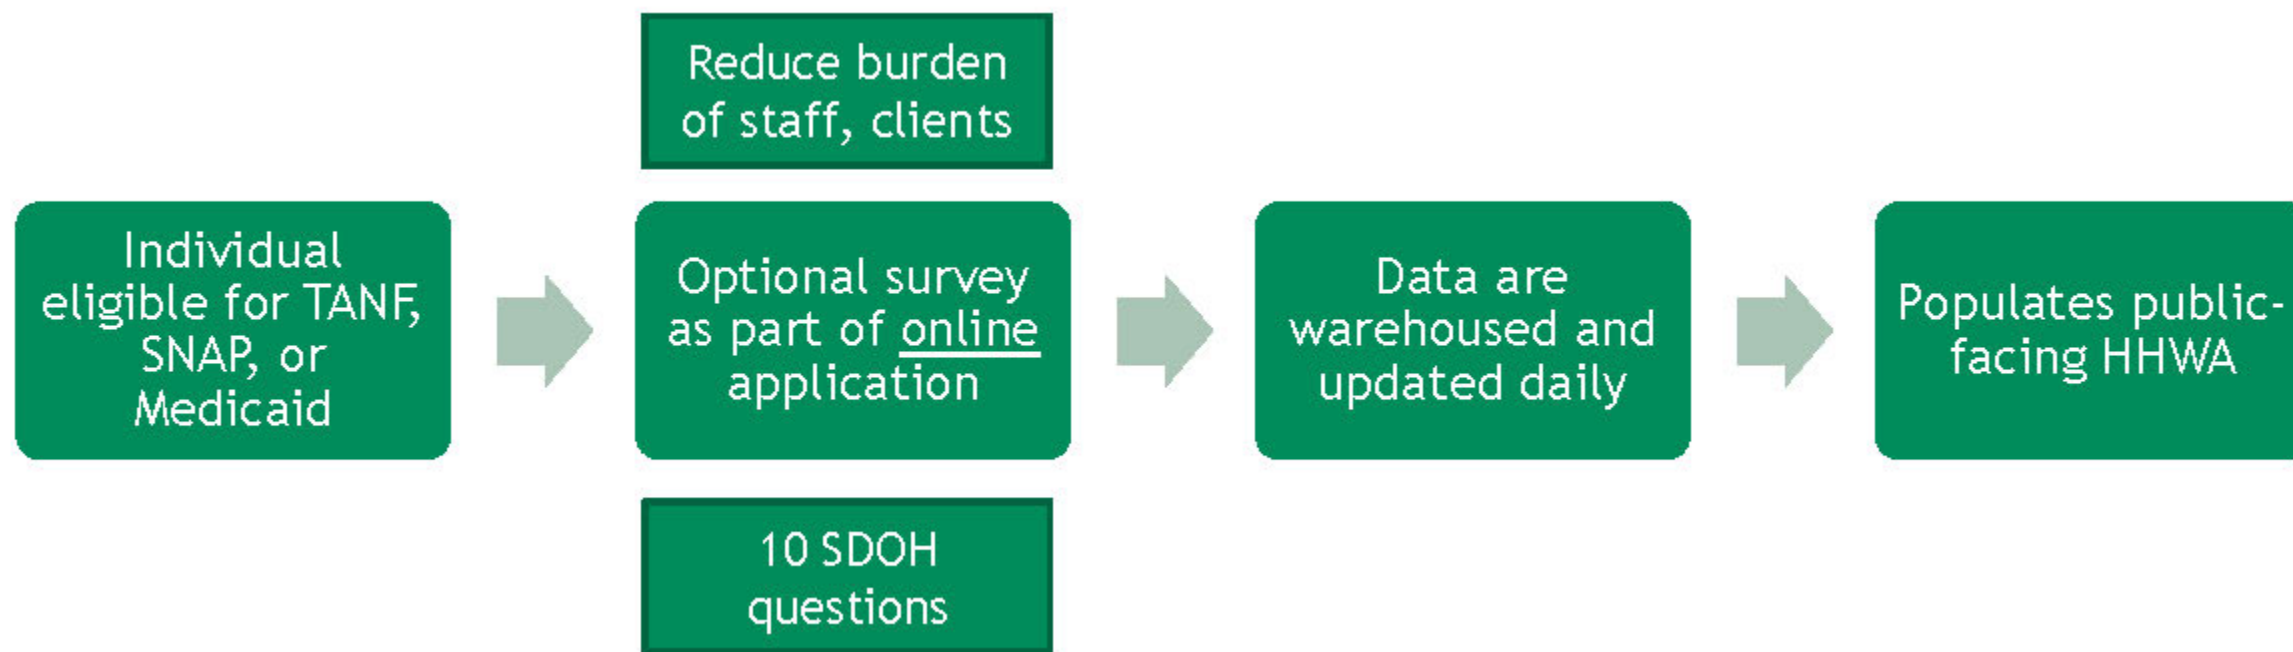 Reduce burden
of staff, clients
Individual
eligible for TANF,
SNAP, or
Medicaid
Optional survey
as part of online
application
Data are
warehoused and
updated daily
Populates public-
facing HHWA
10 SDOH
questions